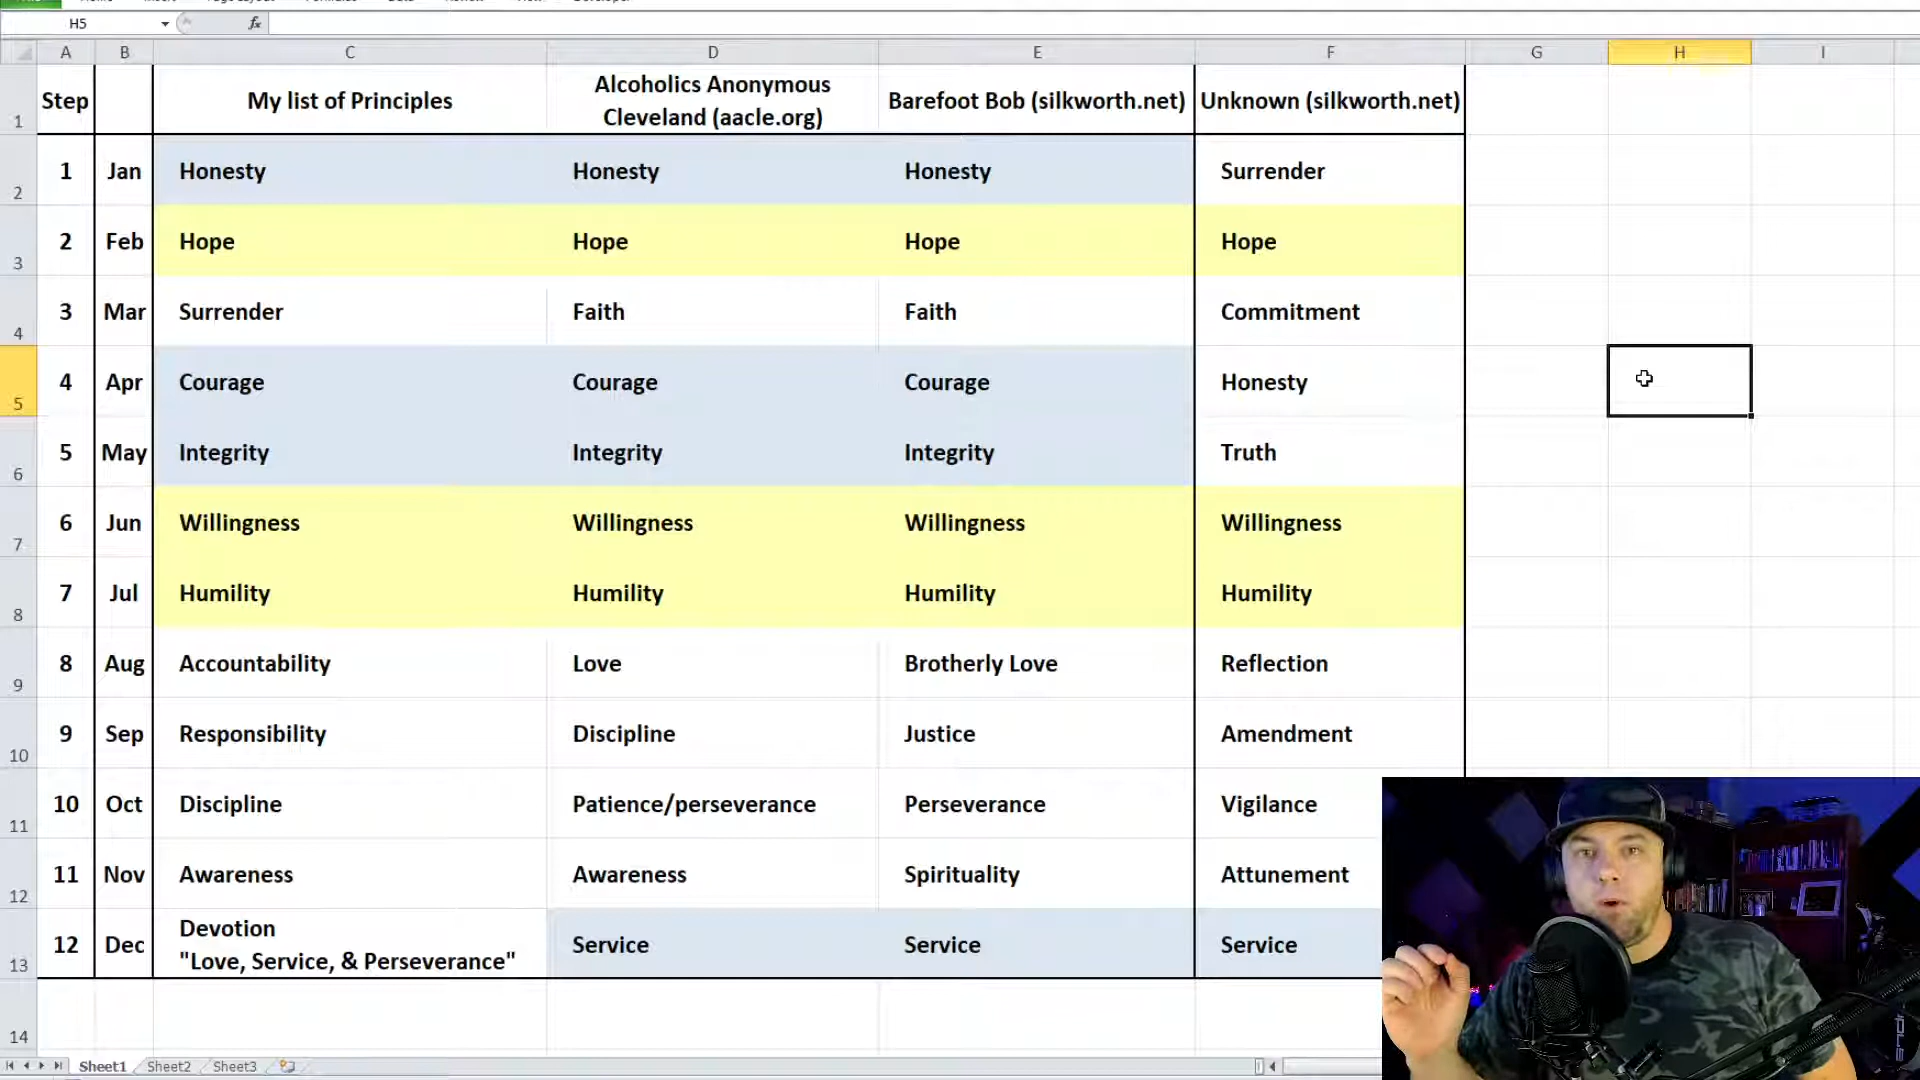 H5 fx
A B C D E F G H I
Step My list of Principles Alcoholics Anonymous Cleveland (aacle.org) Barefoot Bob (silkworth.net) Unknown (silkworth.net)
1
1 Jan Honesty Honesty Honesty Surrender
2
2 Feb Hope Hope Hope Hope
3
3 Mar Surrender Faith Faith Commitment
4
4 Apr Courage Courage Courage Honesty
5
5 May Integrity Integrity Integrity Truth
6
6 Jun Willingness Willingness Willingness Willingness
7
7 Jul Humility Humility Humility Humility
8
8 Aug Accountability Love Brotherly Love Reflection
9
9 Sep Responsibility Discipline Justice Amendment
10
10 Oct Discipline Patience/perseverance Perseverance Vigilance
11
11 Nov Awareness Awareness Spirituality Attunement
12
12 Dec Devotion "Love, Service, & Perseverance" Service Service Service
13
14
Sheet1 Sheet2 Sheet3